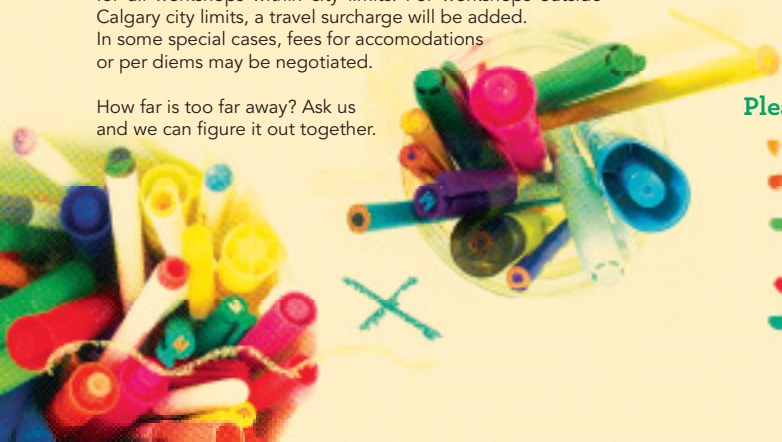 Calgary city limits, a travel surcharge will be added.
In some special cases, fees for accomodations
or per diems may be negotiated.
How far is too far away? Ask us
and we can figure it out together.